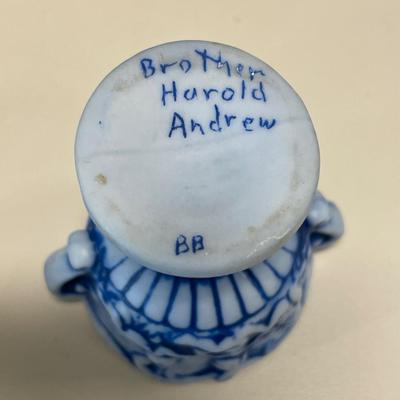 Brother
Harold
Andrew
BB